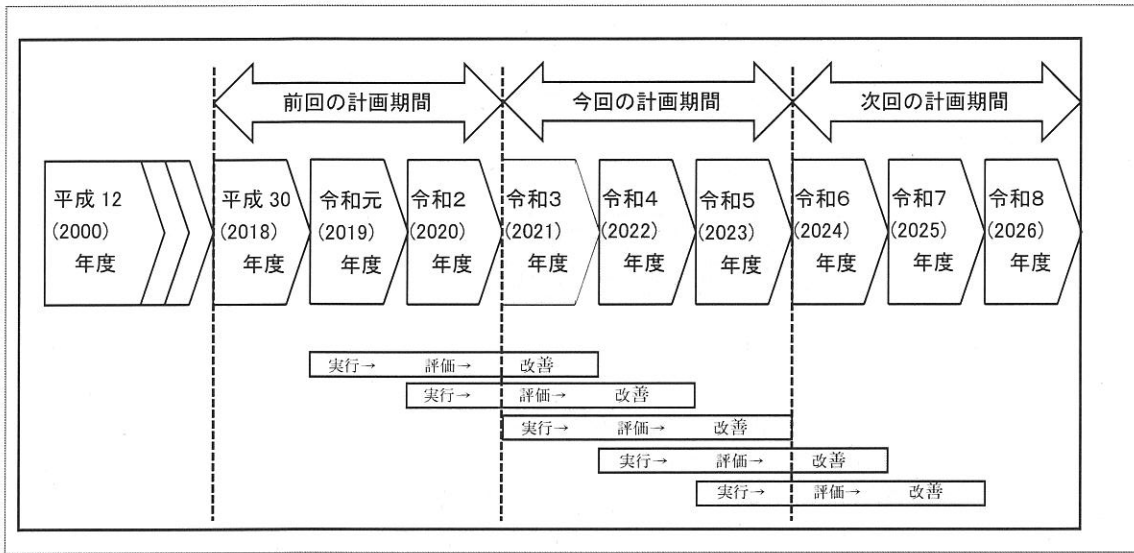 前回の計画期間
今回の計画期間
次回の計画期間
平成 12
(2000)
年度
平成 30
(2018)
年度
令和元
(2019)
年度
令和2
(2020)
年度
令和3
(2021)
年度
令和4
(2022)
年度
令和5
(2023)
年度
令和6
(2024)
年度
令和7
(2025)
年度
令和8
(2026)
年度
実行→ 評価→ 改善
実行→ 評価→ 改善
実行→ 評価→ 改善
実行→ 評価→ 改善
実行→ 評価→ 改善